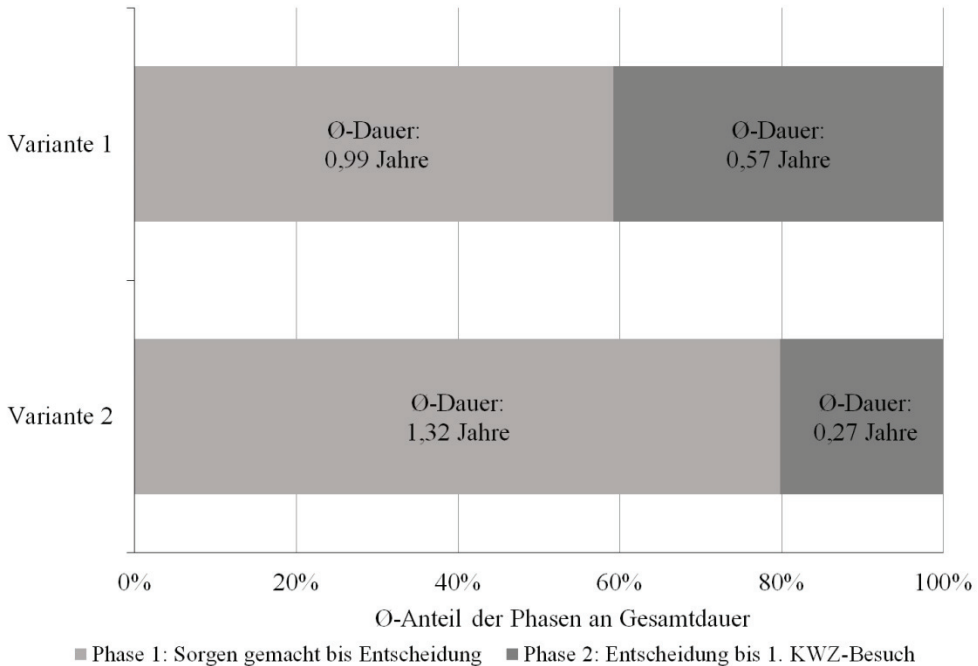 Variante 1
Ø-Dauer:
0,99 Jahre
Ø-Dauer:
0,57 Jahre
Variante 2
Ø-Dauer:
1,32 Jahre
Ø-Dauer:
0,27 Jahre
0% 20% 40% 60% 80% 100%
Ø-Anteil der Phasen an Gesamtdauer
Phase 1: Sorgen gemacht bis Entscheidung Phase 2: Entscheidung bis 1. KWZ-Besuch